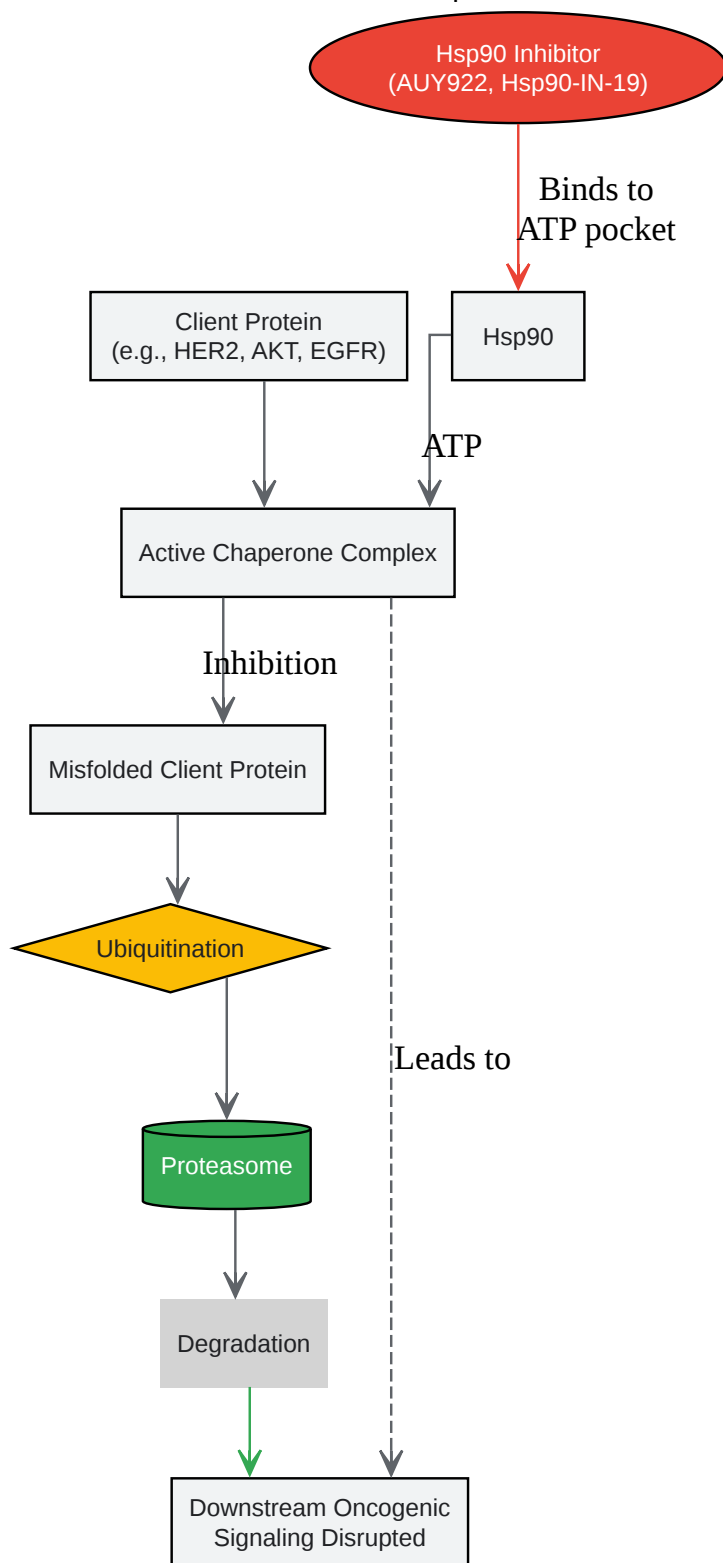 Hsp90 Inhibitor
(AUY922, Hsp90-IN-19)
Binds to
ATP pocket
Client Protein
(e.g., HER2, AKT, EGFR)
Hsp90
ATP
Active Chaperone Complex
Inhibition
Misfolded Client Protein
Ubiquitination
Leads to
Proteasome
Degradation
Downstream Oncogenic
Signaling Disrupted